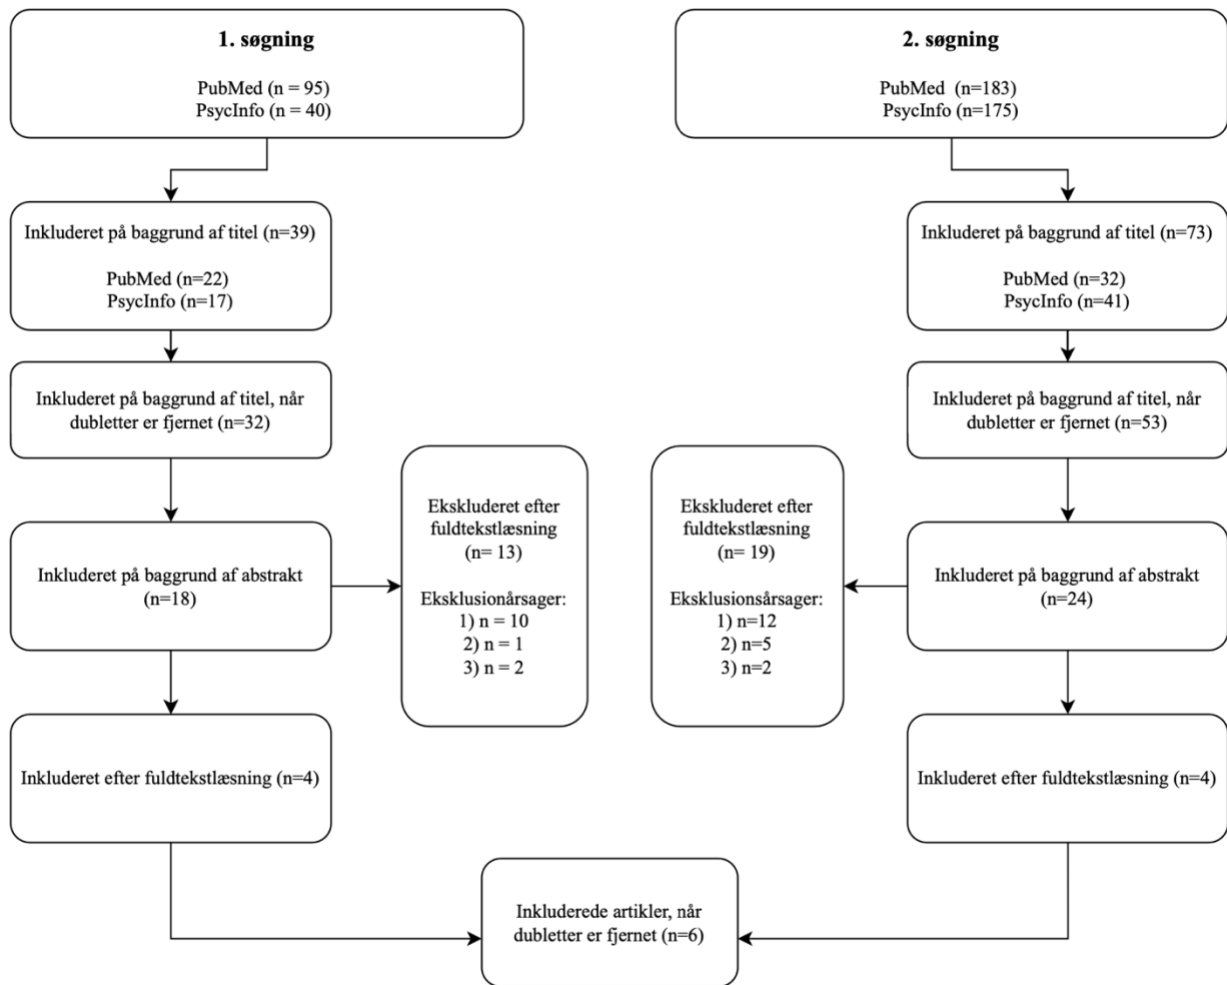 1. søgning
PubMed (n = 95)
PsycInfo (n = 40)
Inkluderet på baggrund af titel (n=39)
PubMed (n=22)
PsycInfo (n=17)
Inkluderet på baggrund af titel, når
dubletter er fjernet (n=32)
Inkluderet på baggrund af abstrakt
(n=18)
Ekskluderet efter
fuldtekstlæsning
(n= 13)
Eksklusionårsager:
1) n = 10
2) n = 1
3) n = 2
Inkluderet efter fuldtekstlæsning (n=4)
2. søgning
PubMed (n=183)
PsycInfo (n=175)
Inkluderet på baggrund af titel (n=73)
PubMed (n=32)
PsycInfo (n=41)
Inkluderet på baggrund af titel, når
dubletter er fjernet (n=53)
Inkluderet på baggrund af abstrakt
(n=24)
Ekskluderet efter
fuldtekstlæsning
(n= 19)
Eksklusionsårsager:
1) n=12
2) n=5
3) n=2
Inkluderet efter fuldtekstlæsning (n=4)
Inkluderede artikler, når
dubletter er fjernet (n=6)